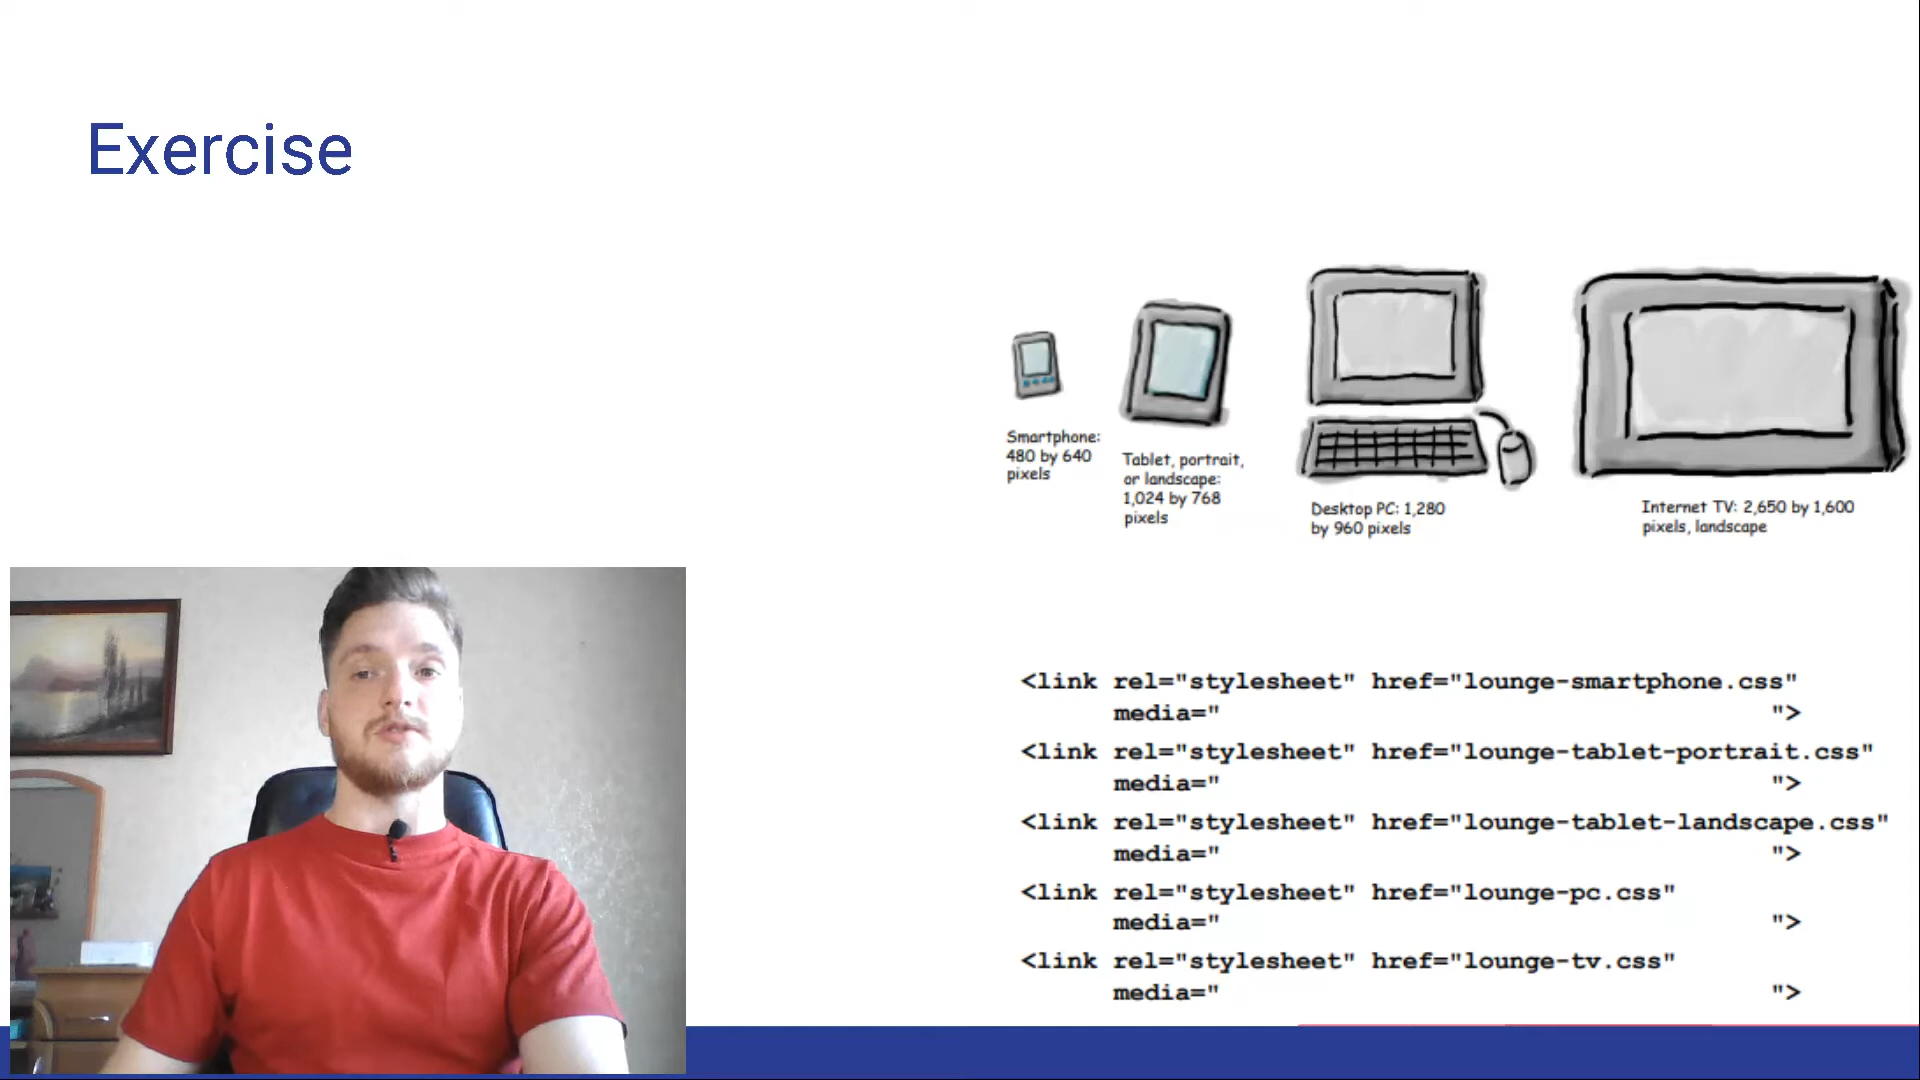 Exercise
Smartphone:
480 by 640
pixels
Tablet, portrait,
or landscape:
1,024 by 768
pixels
Desktop PC: 1,280
by 960 pixels
Internet TV: 2,650 by 1,600
pixels, landscape
<link rel="stylesheet" href="lounge-smartphone.css"
media=" ">
<link rel="stylesheet" href="lounge-tablet-portrait.css"
media=" ">
<link rel="stylesheet" href="lounge-tablet-landscape.css"
media=" ">
<link rel="stylesheet" href="lounge-pc.css"
media=" ">
<link rel="stylesheet" href="lounge-tv.css"
media=" ">